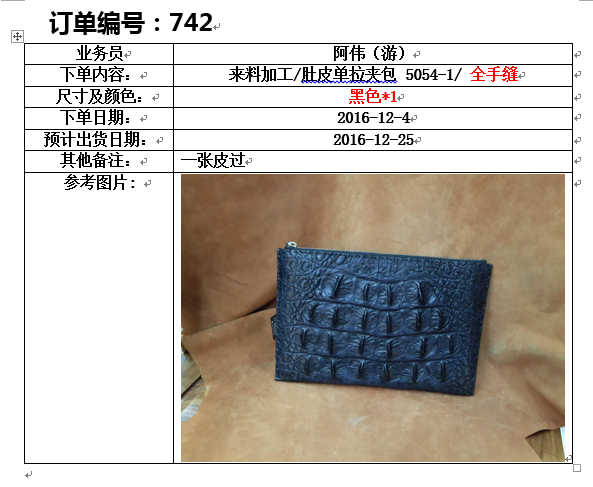 订单编号：742
业务员 阿伟（游）
下单内容： 来料加工/肚皮单拉夹包 5054-1/ 全手缝
尺寸及颜色： 黑色*1
下单日期： 2016-12-4
预计出货日期： 2016-12-25
其他备注： 一张皮过
参考图片：